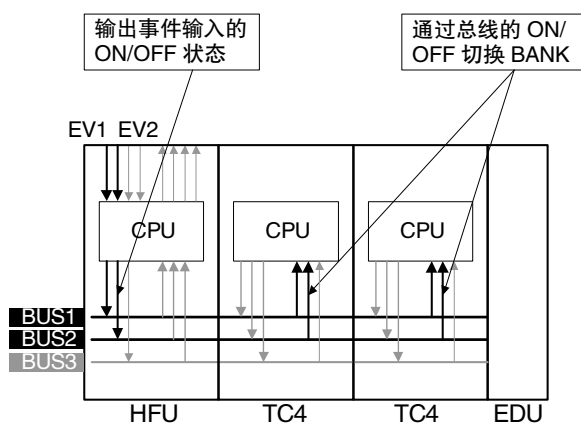 输出事件输入的
ON/OFF 状态
通过总线的 ON/
OFF 切换 BANK
EV1 EV2
CPU
CPU
CPU
BUS1
BUS2
BUS3
HFU
TC4
TC4
EDU